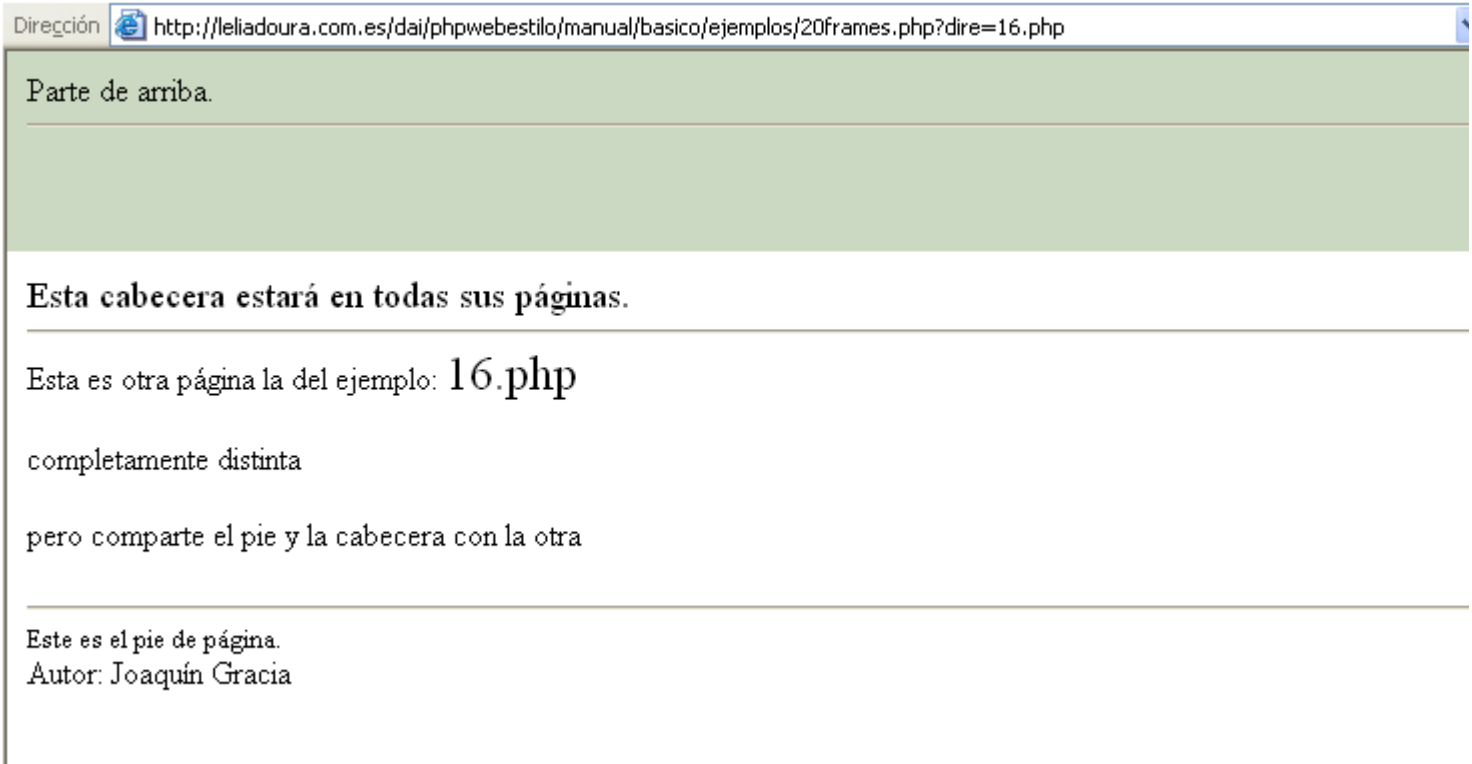 Dirección http://leliadoura.com.es/dai/phpwebestilo/manual/basico/ejemplos/20frames.php?dire=16.php
Parte de arriba.
Esta cabecera estará en todas sus páginas.
Esta es otra página la del ejemplo: 16.php
completamente distinta
pero comparte el pie y la cabecera con la otra
Este es el pie de página.
Autor: Joaquín Gracia